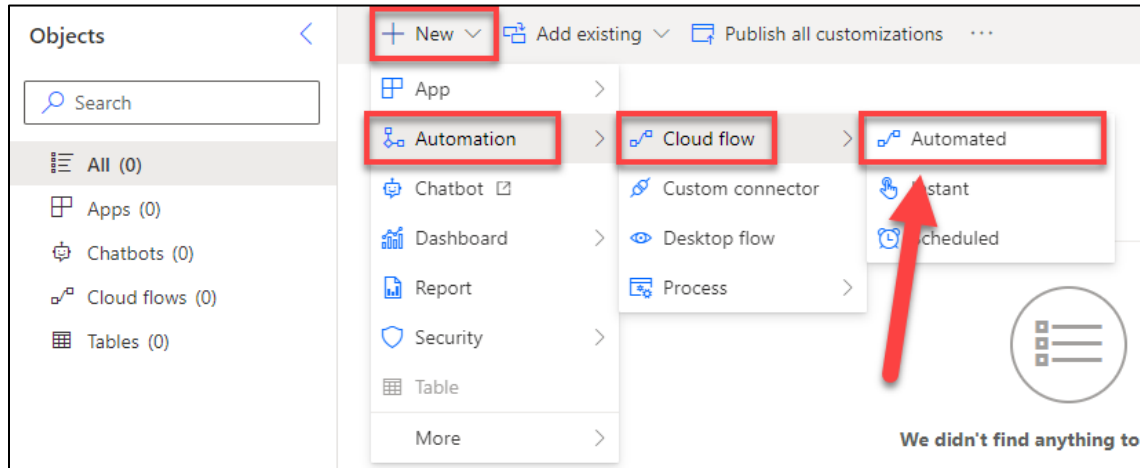 Objects
Search
All (0)
Apps (0)
Chatbots (0)
Cloud flows (0)
Tables (0)
New
Add existing
Publish all customizations
App
Automation
Chatbot
Dashboard
Report
Security
Table
More
Cloud flow
Custom connector
Desktop flow
Process
Automated
stant
cheduled
We didn't find anything to